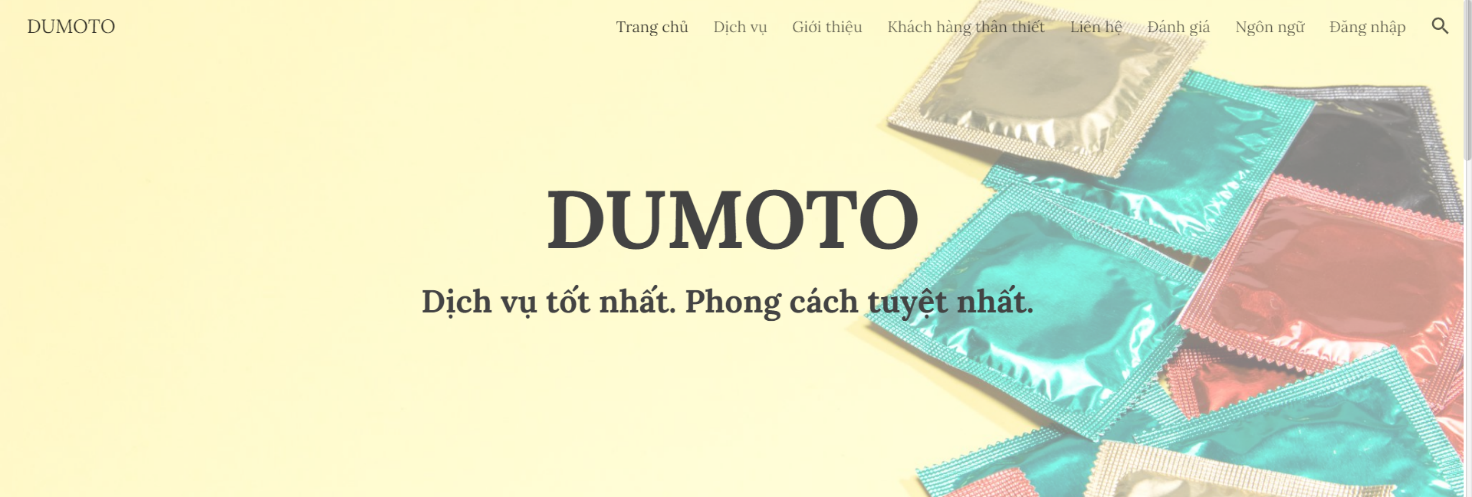 DUMOTO
Trang chủ Dịch vụ Giới thiệu Khách hàng thân thiết Liên hệ Đánh giá Ngôn ngữ Đăng nhập
DUMOTO
Dịch vụ tốt nhất. Phong cách tuyệt nhất.